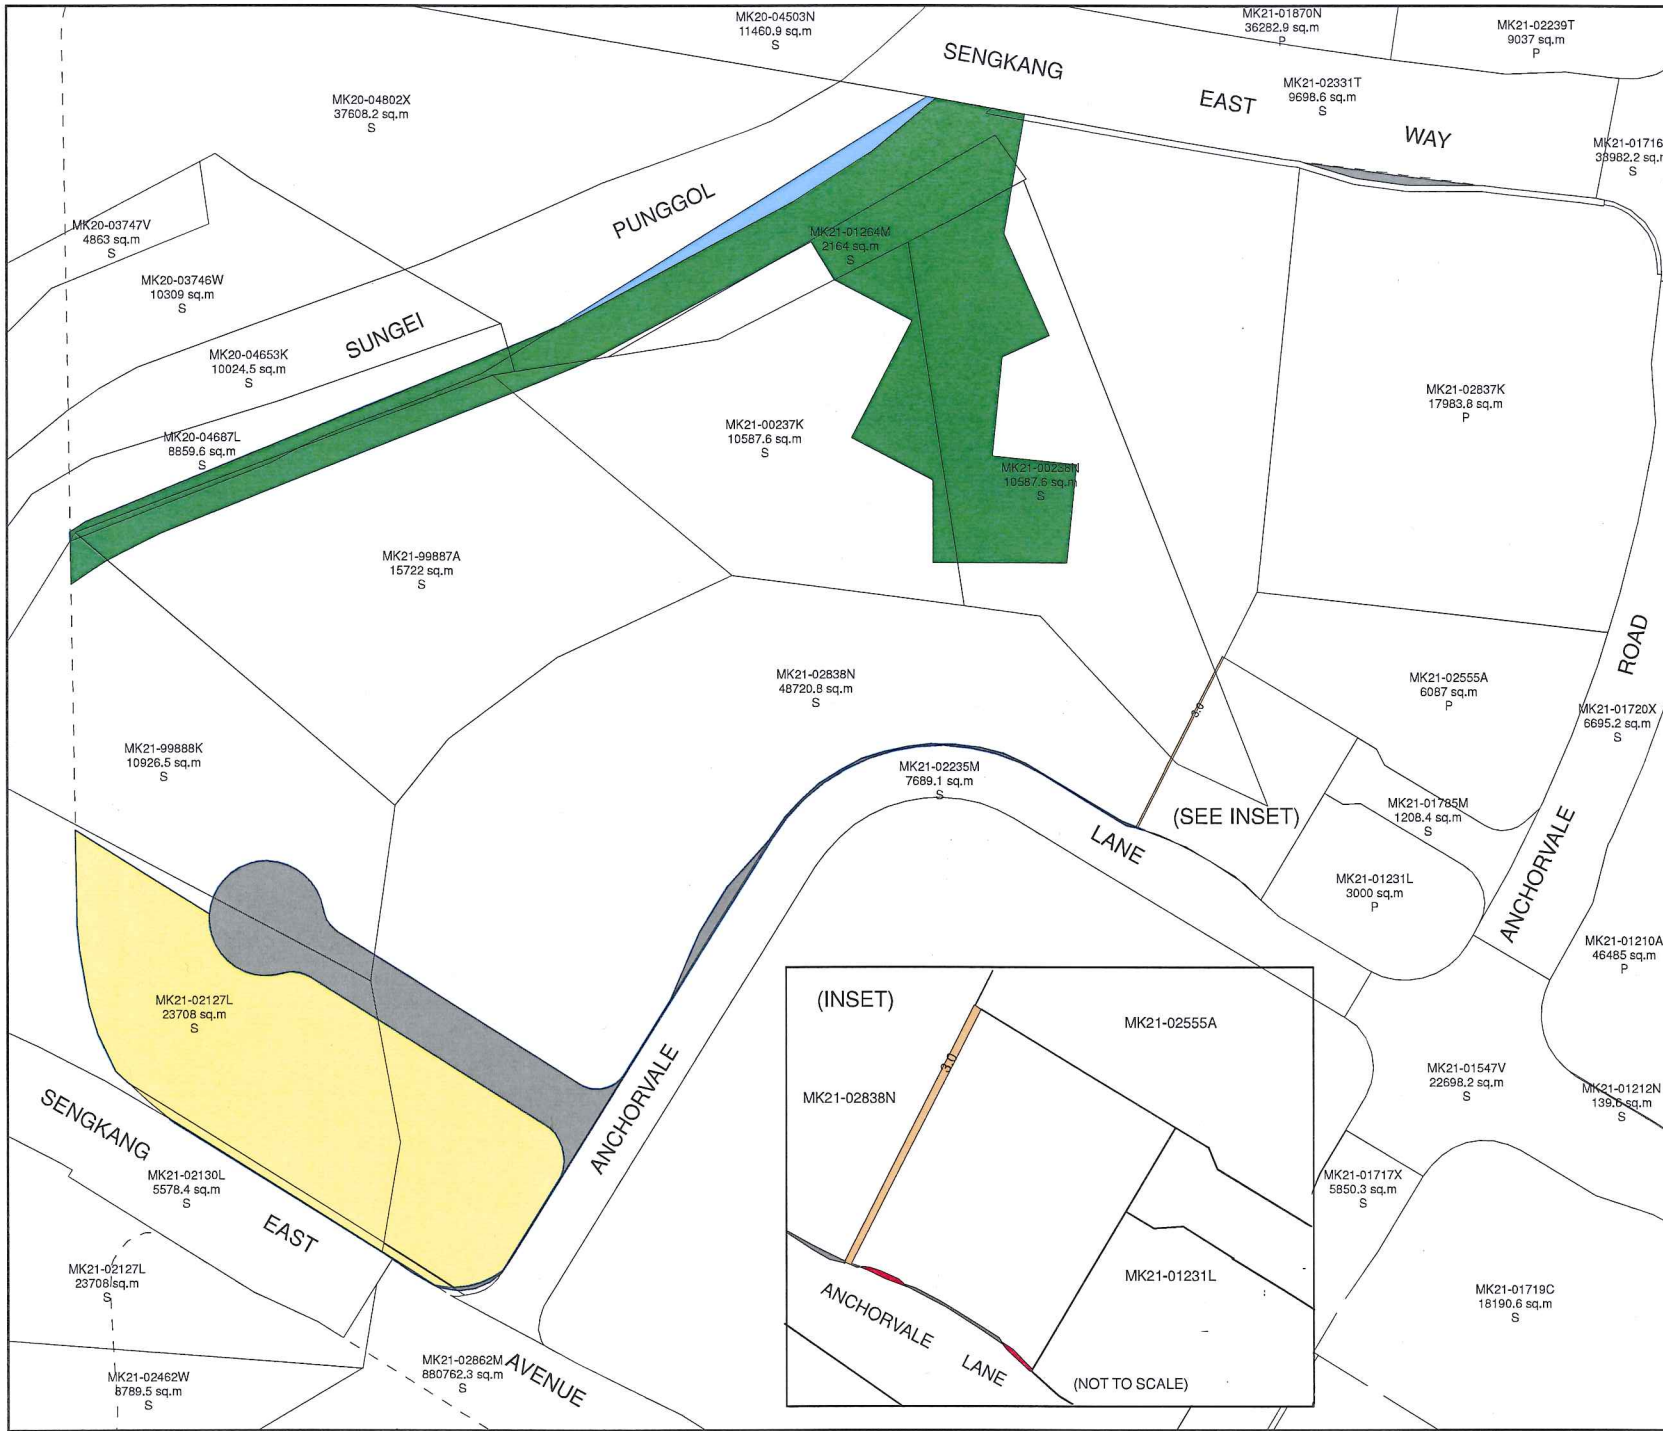 MK20-04503N
11460.9 sq.m
S
MK21-01870N
36282.9 sq.m
P
MK21-02239T
9037 sq.m
P
SENGKANG
EAST
WAY
MK21-02331T
9698.6 sq.m
S
MK20-04802X
37608.2 sq.m
S
MK21-01716
33982.2 sq.m
S
MK20-03747V
4863 sq.m
S
PUNGGOL
MK21-01264M
2164 sq.m
S
MK20-03746W
10309 sq.m
S
SUNGEI
MK20-04653K
10024.5 sq.m
S
MK21-02837K
17983.8 sq.m
P
MK20-04687L
8859.6 sq.m
S
MK21-00237K
10587.6 sq.m
S
MK21-00238N
10587.6 sq.m
S
MK21-99887A
15722 sq.m
S
ROAD
MK21-02838N
48720.8 sq.m
S
MK21-02555A
6087 sq.m
P
3.0
MK21-01720X
6695.2 sq.m
S
MK21-99888K
10926.5 sq.m
S
MK21-02235M
7689.1 sq.m
S
(SEE INSET)
LANE
MK21-01785M
1208.4 sq.m
S
MK21-01231L
3000 sq.m
P
ANCHORVALE
MK21-01210A
46485 sq.m
P
MK21-02127L
23708 sq.m
S
(INSET)
MK21-02555A
3.0
MK21-02838N
ANCHORVALE
MK21-01547V
22698.2 sq.m
S
MK21-01212N
139.6 sq.m
S
SENGKANG
MK21-02130L
5578.4 sq.m
S
EAST
MK21-01717X
5850.3 sq.m
S
MK21-01231L
MK21-02127L
23708 sq.m
S
ANCHORVALE
LANE
(NOT TO SCALE)
MK21-01719C
18190.6 sq.m
S
MK21-02462W
8789.5 sq.m
S
MK21-02862M
880762.3 sq.m
S
AVENUE